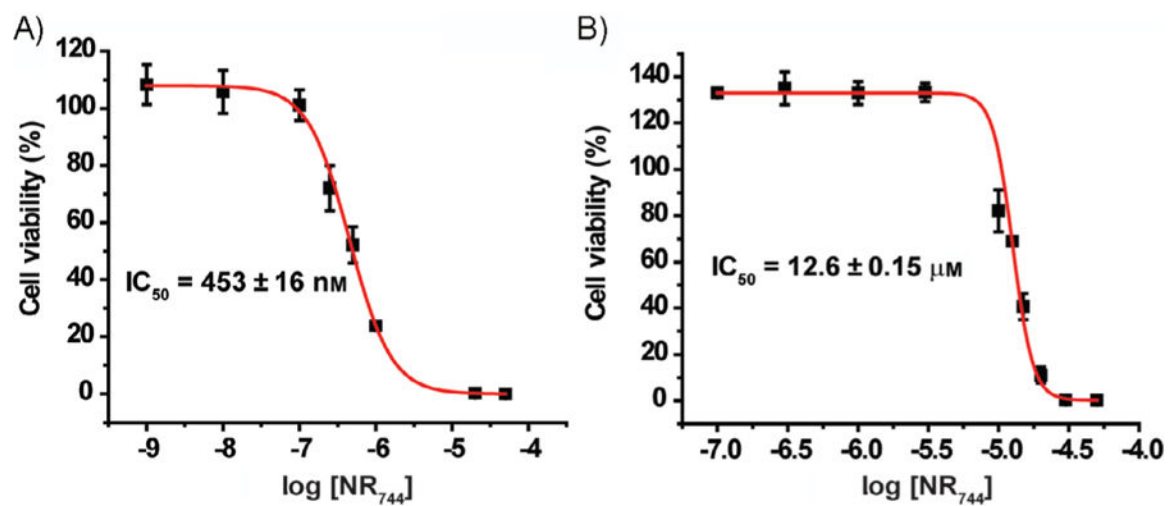 A)
120
100
80
60
40
20
0
Cell viability (%)
IC50 = 453 ± 16 nM
-9 -8 -7 -6 -5 -4
log [NR744]
B)
140
120
100
80
60
40
20
0
Cell viability (%)
IC50 = 12.6 ± 0.15 μM
-7.0 -6.5 -6.0 -5.5 -5.0 -4.5 -4.0
log [NR744]